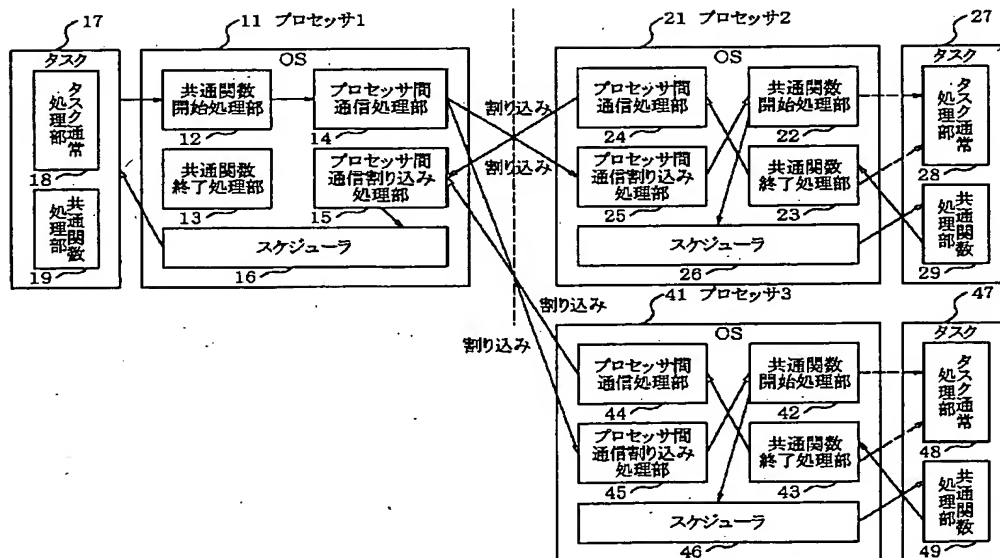 17
タスク
タスク通常
処理部
18
共通関数
処理部
19
11 プロセッサ1
OS
共通関数
開始処理部
12
プロセッサ間
通信処理部
14
共通関数
終了処理部
13
プロセッサ間
通信割り込み
処理部
15
スケジューラ
16
割り込み
割り込み
割り込み
割り込み
21 プロセッサ2
OS
プロセッサ間
通信処理部
24
共通関数
開始処理部
22
プロセッサ間
通信割り込み
処理部
25
共通関数
終了処理部
23
スケジューラ
26
27
タスク
タスク通常
処理部
28
共通関数
処理部
29
41 プロセッサ3
OS
プロセッサ間
通信処理部
44
共通関数
開始処理部
42
プロセッサ間
通信割り込み
処理部
45
共通関数
終了処理部
43
スケジューラ
46
47
タスク
タスク通常
処理部
48
共通関数
処理部
49